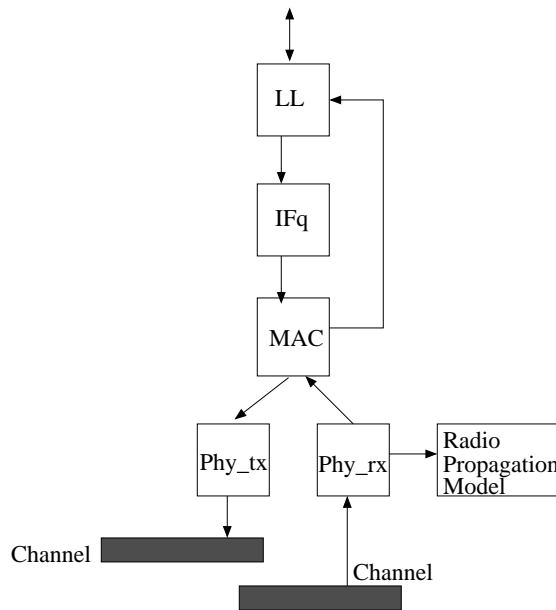 LL
IFq
MAC
Phy_tx
Phy_rx
Radio
Propagation
Model
Channel
Channel